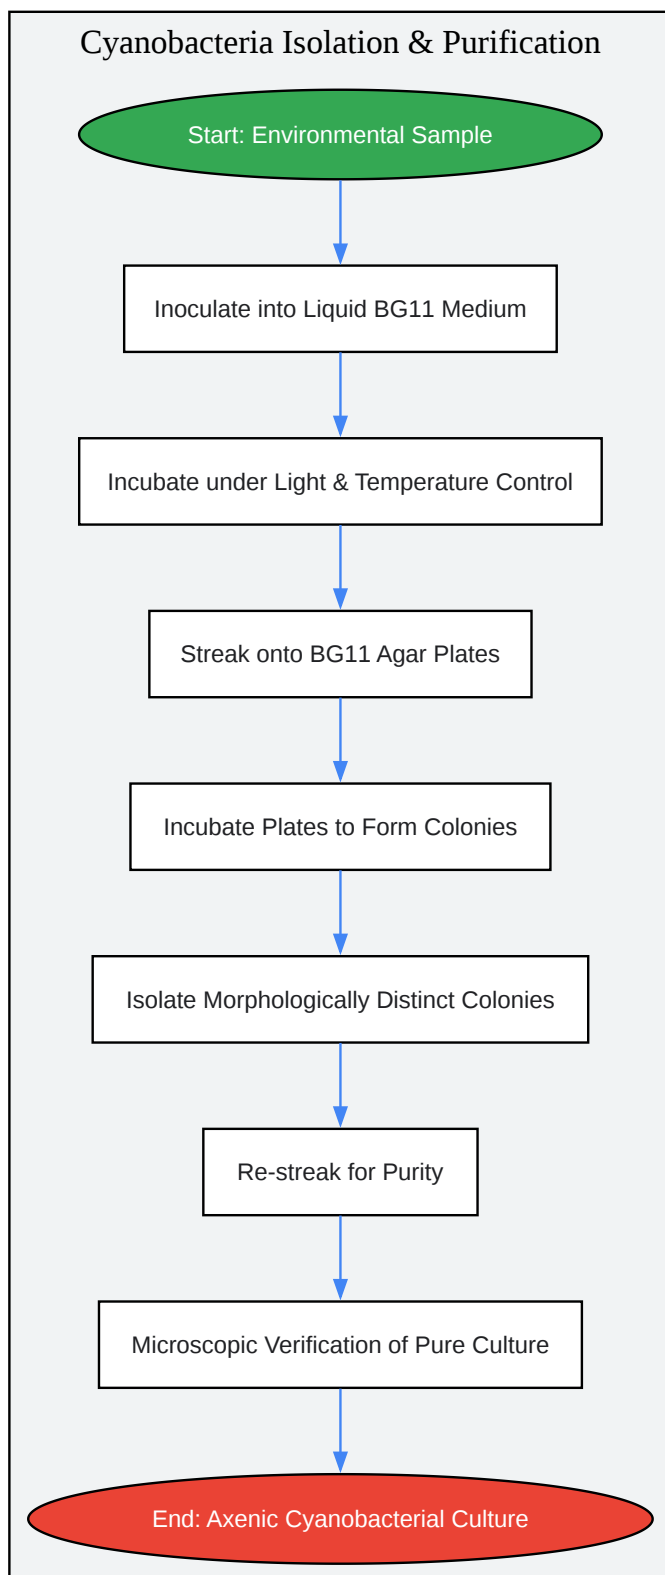 Cyanobacteria Isolation & Purification
Start: Environmental Sample
Inoculate into Liquid BG11 Medium
Incubate under Light & Temperature Control
Streak onto BG11 Agar Plates
Incubate Plates to Form Colonies
Isolate Morphologically Distinct Colonies
Re-streak for Purity
Microscopic Verification of Pure Culture
End: Axenic Cyanobacterial Culture